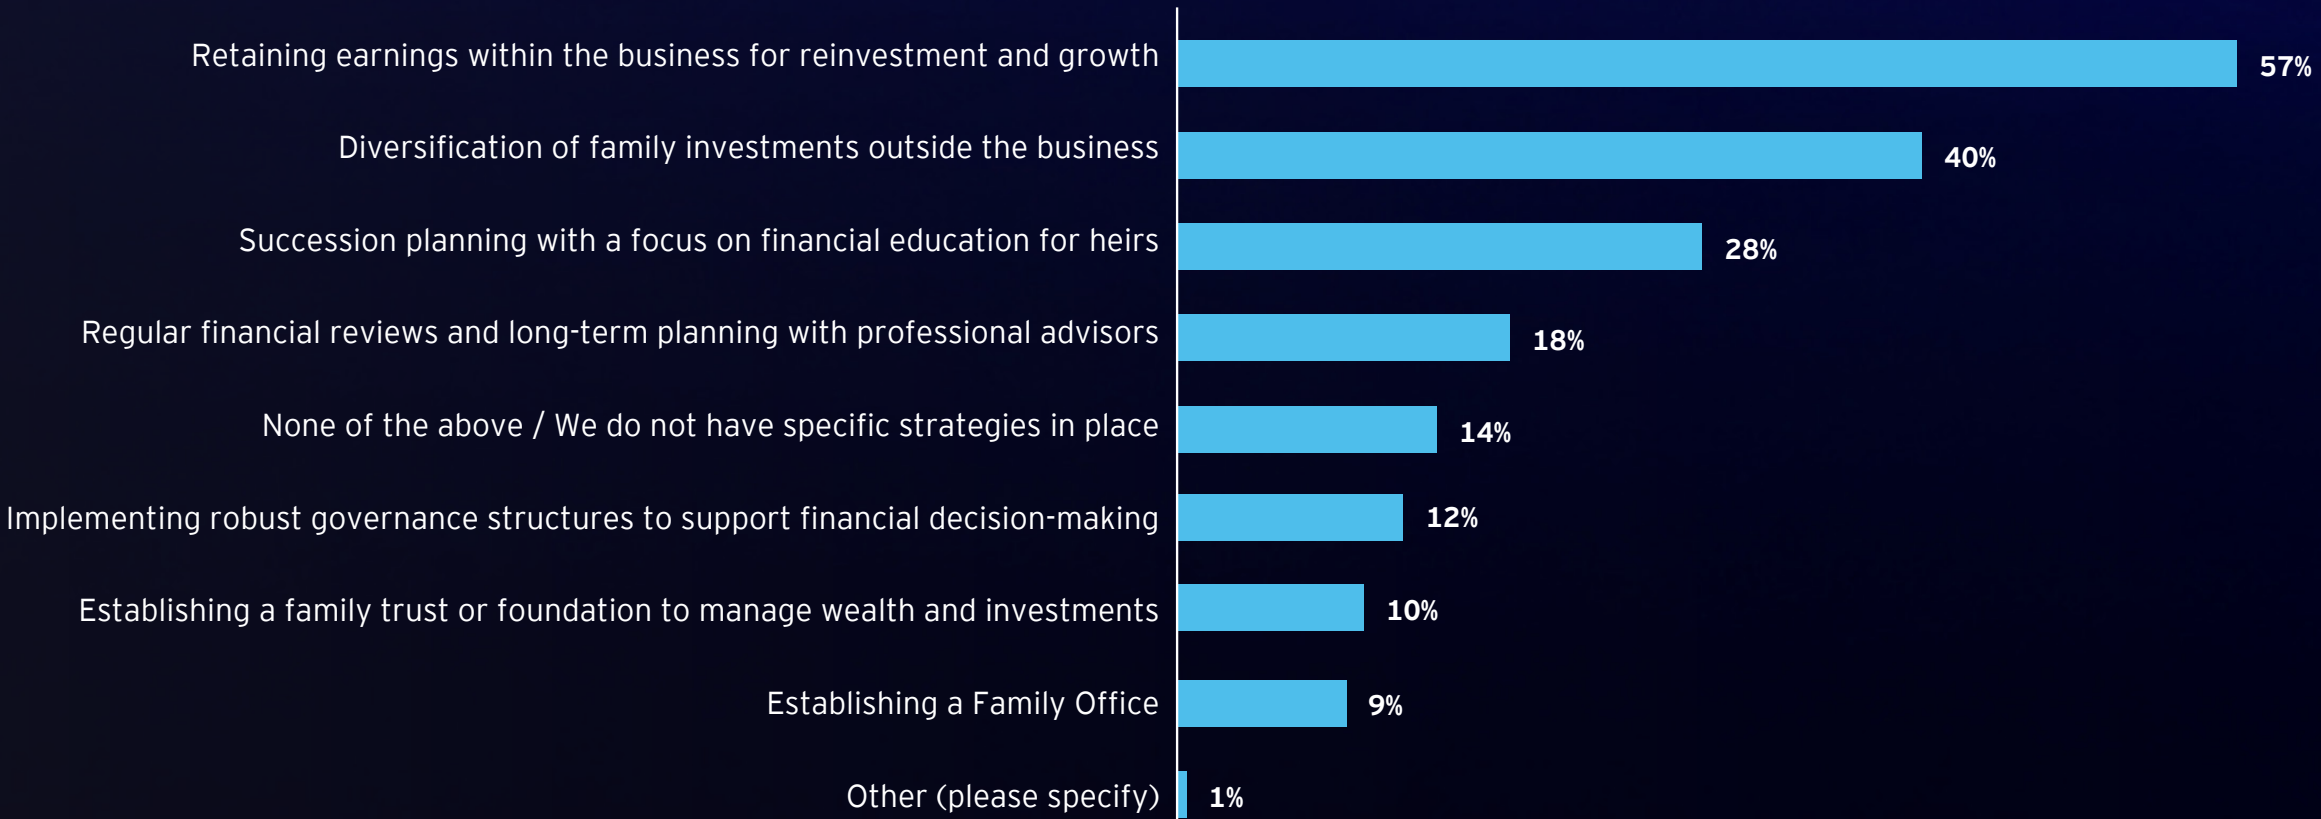 Retaining earnings within the business for reinvestment and growth 57%
Diversification of family investments outside the business 40%
Succession planning with a focus on financial education for heirs 28%
Regular financial reviews and long-term planning with professional advisors 18%
None of the above / We do not have specific strategies in place 14%
Implementing robust governance structures to support financial decision-making 12%
Establishing a family trust or foundation to manage wealth and investments 10%
Establishing a Family Office 9%
Other (please specify) 1%